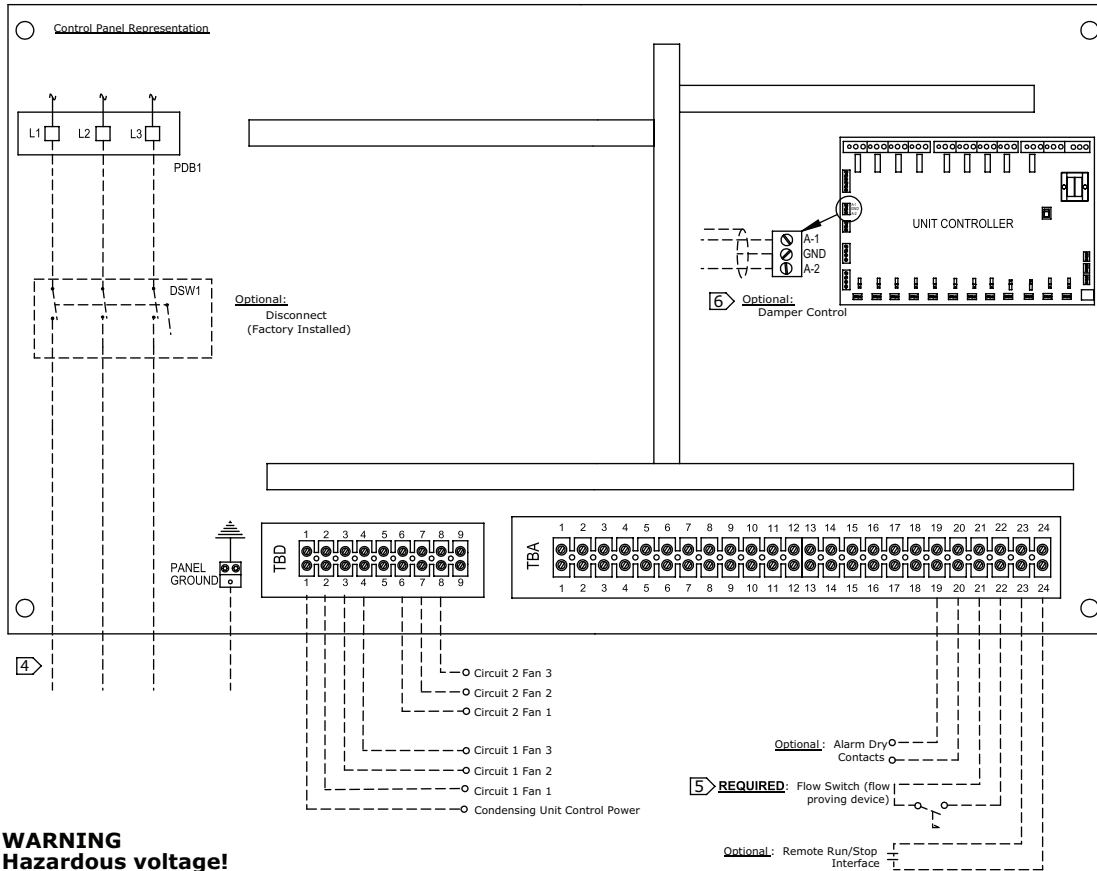 Control Panel Representation
L1 L2 L3
PDB1
DSW1
Optional:
Disconnect
(Factory Installed)
UNIT CONTROLLER
A-1
GND
A-2
6 Optional:
Damper Control
PANEL
GROUND
TBD
1 2 3 4 5 6 7 8 9
1 2 3 4 5 6 7 8 9
TBA
1 2 3 4 5 6 7 8 9 10 11 12 13 14 15 16 17 18 19 20 21 22 23 24
1 2 3 4 5 6 7 8 9 10 11 12 13 14 15 16 17 18 19 20 21 22 23 24
4
Circuit 2 Fan 3
Circuit 2 Fan 2
Circuit 2 Fan 1
Circuit 1 Fan 3
Circuit 1 Fan 2
Circuit 1 Fan 1
Condensing Unit Control Power
Optional: Alarm Dry
Contacts
5 REQUIRED: Flow Switch (flow
proving device)
Optional: Remote Run/Stop
Interface
WARNING
Hazardous voltage!